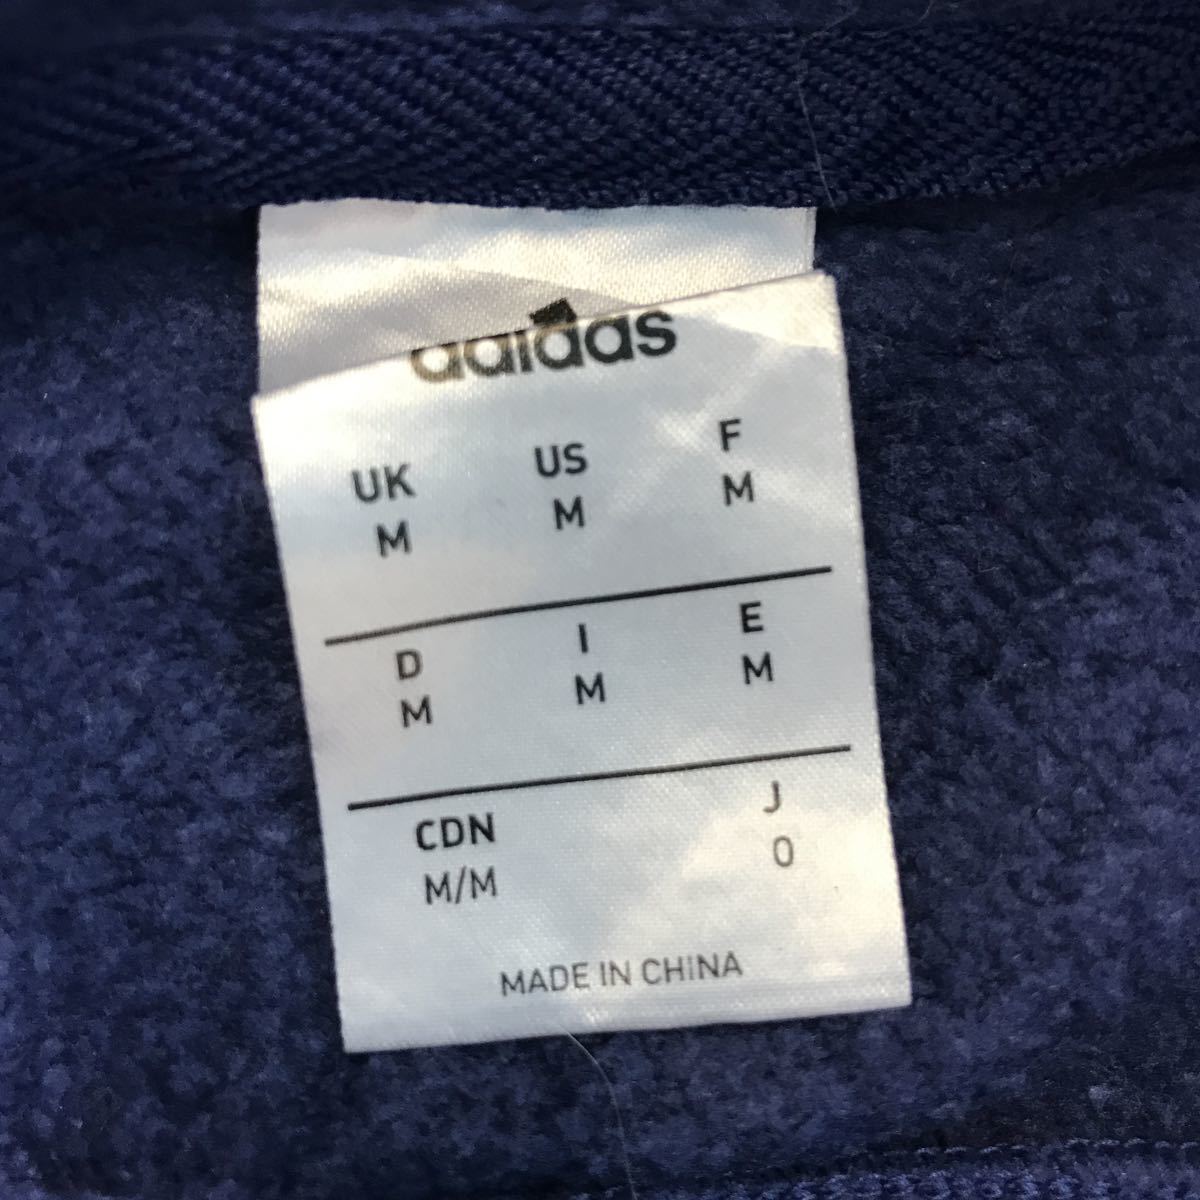 adidas
UK US F
M M M
D I E
M M M
CDN J
M/M O
MADE IN CHINA